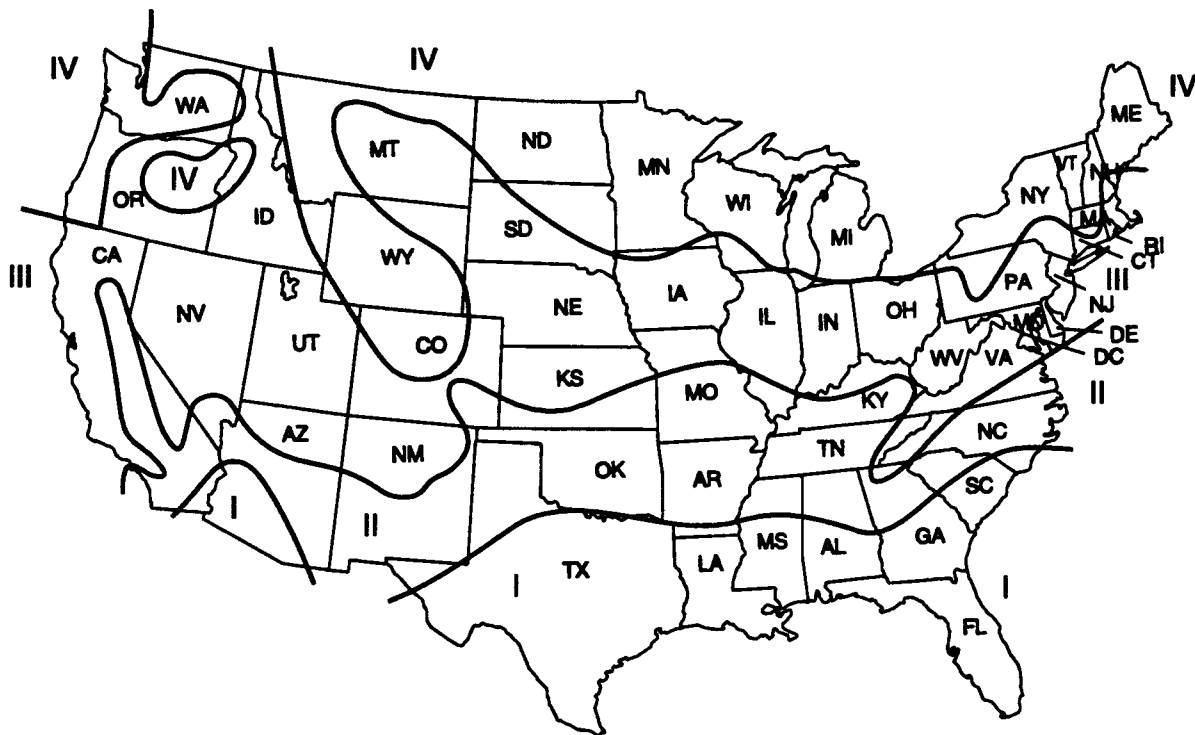 IV
IV
IV
ME
WA
ND
MT
MN
VT
NH
OR
IV
WI
NY
ID
SD
MI
MA
CA
WY
RI
CT
III
III
PA
IA
NJ
NV
NE
IL
IN
OH
MD
DE
UT
CO
WV
VA
DC
KS
MO
KY
II
AZ
NM
TN
NC
OK
AR
SC
I
II
MS
AL
GA
LA
TX
I
I
FL